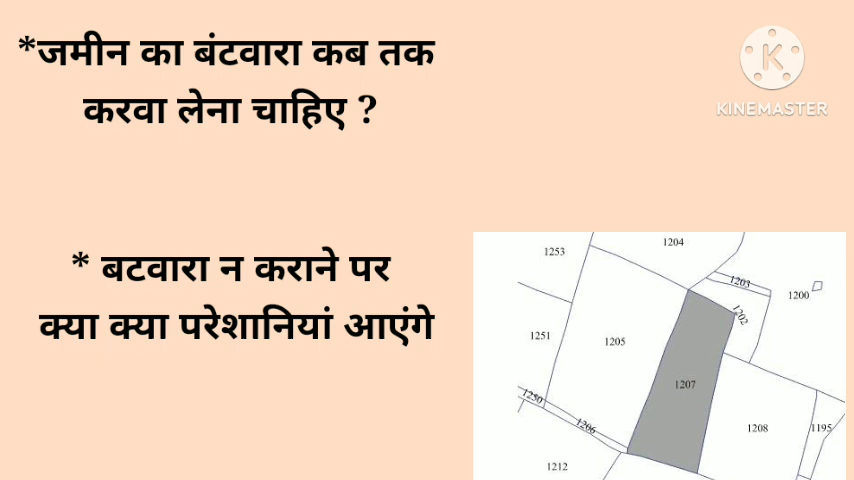 *जमीन का बंटवारा कब तक
करवा लेना चाहिए ?
KINEMASTER
* बटवारा न कराने पर
क्या क्या परेशानियां आएंगे
1204
1253
1203
1200
1202
1251
1205
1207
1250
1206
1208
1195
1212